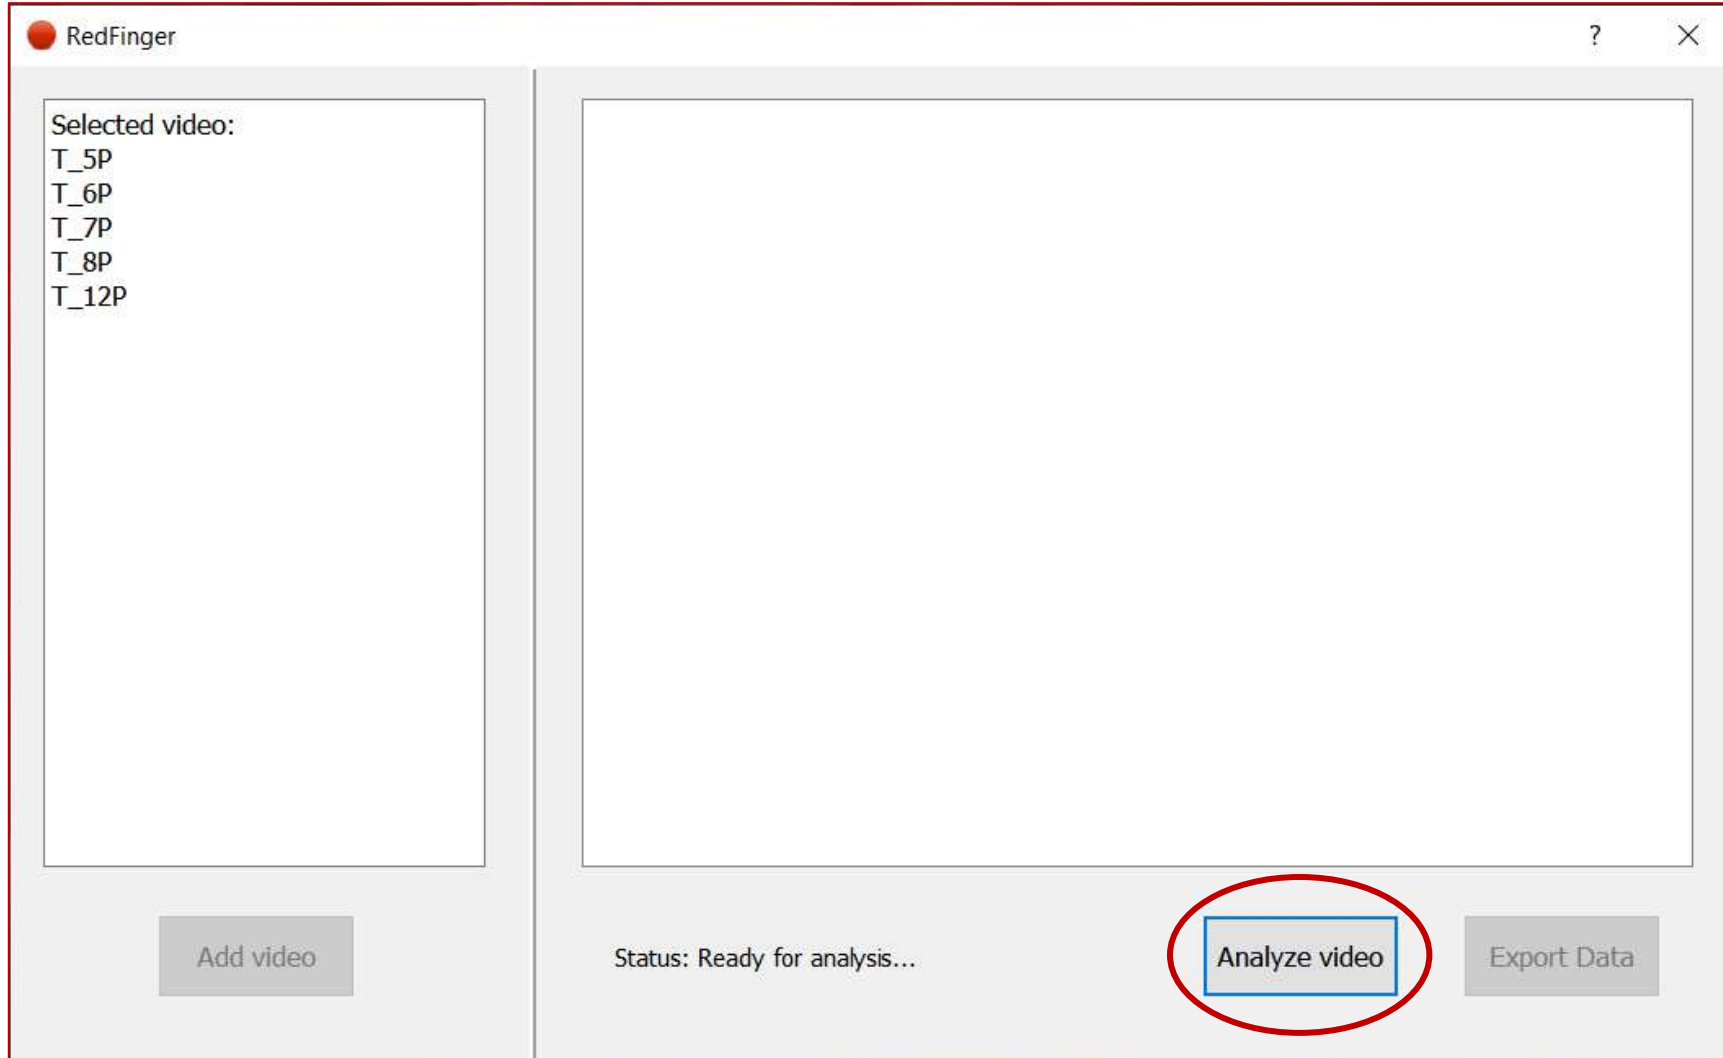 RedFinger
?
Selected video:
T_5P
T_6P
T_7P
T_8P
T_12P
Add video
Status: Ready for analysis...
Analyze video
Export Data